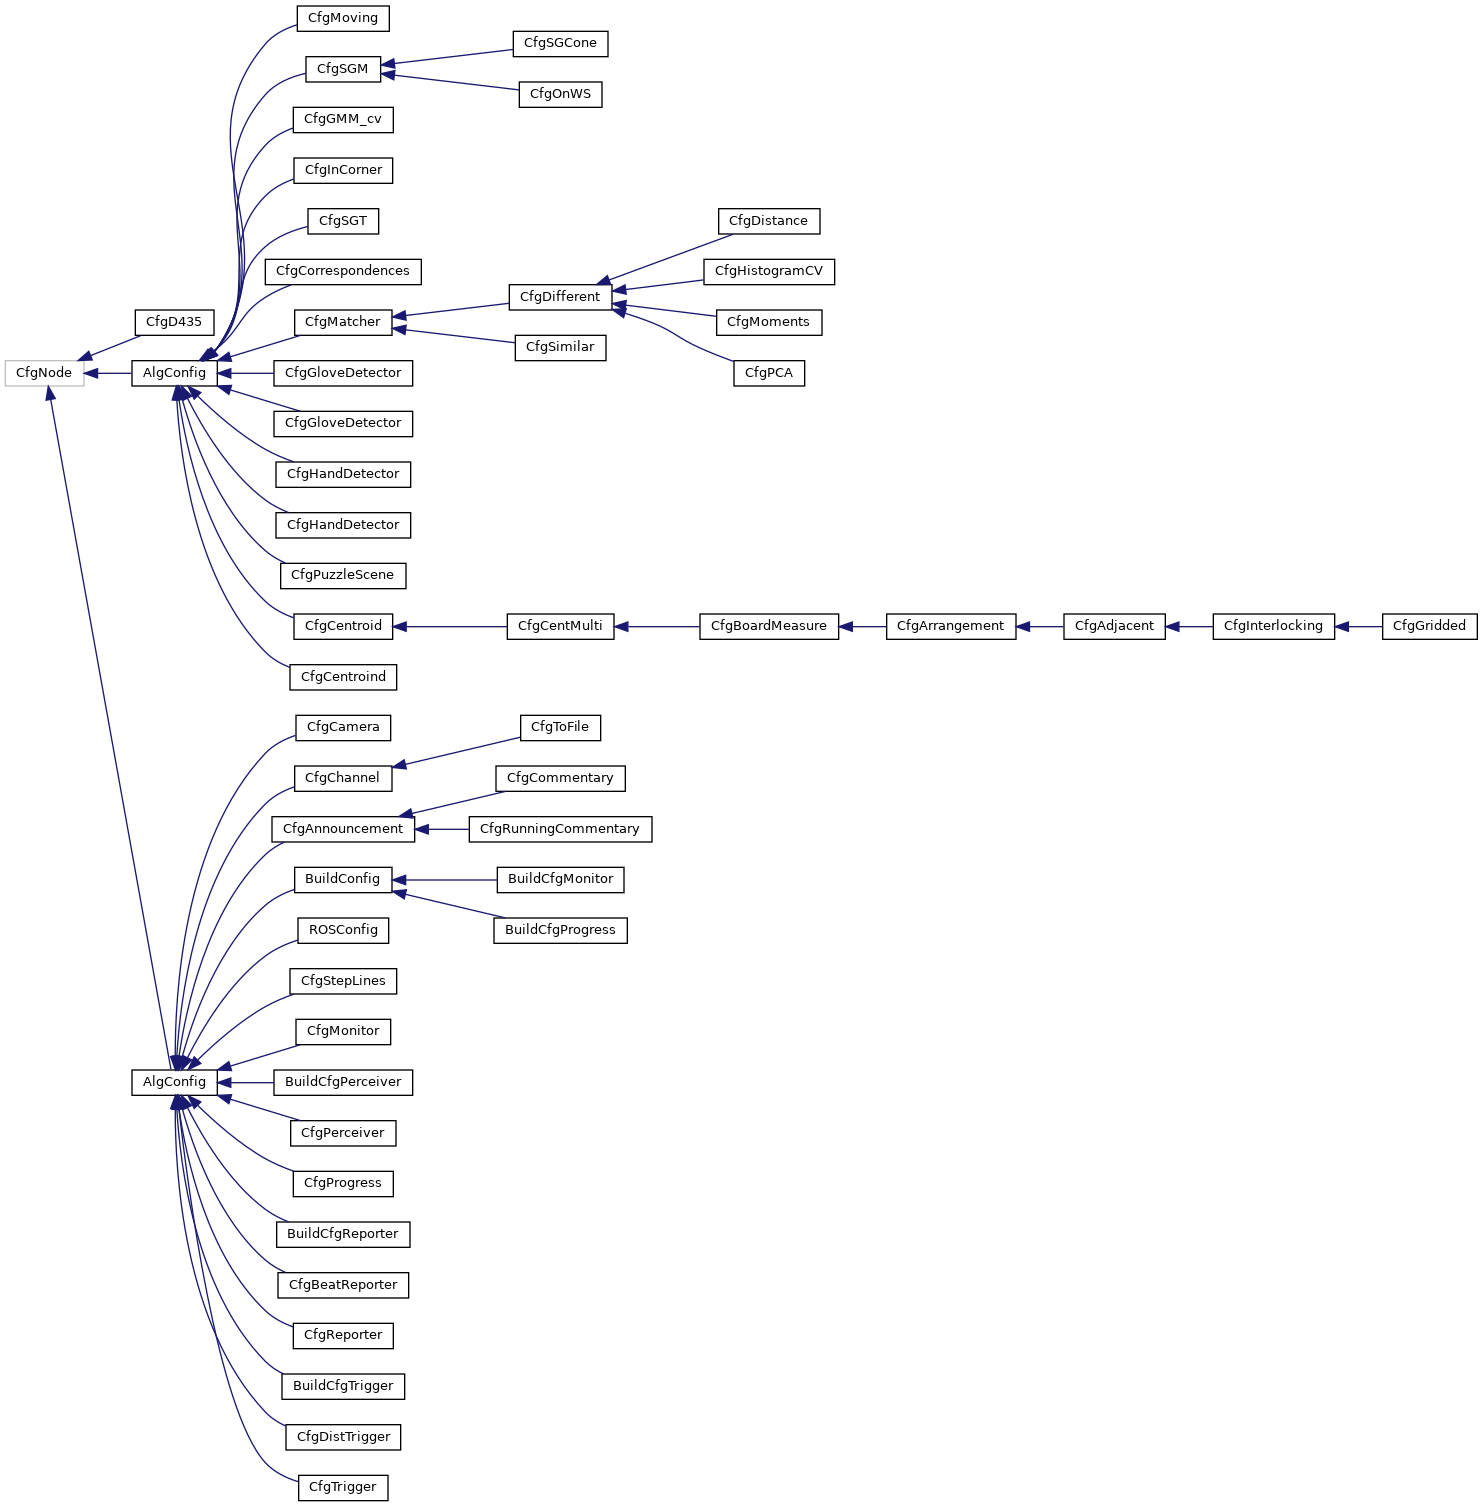 CfgMoving
CfgSGCone
CfgSGM
CfgOnWS
CfgGMM_cv
CfgInCorner
CfgSGT
CfgDistance
CfgCorrespondences
CfgHistogramCV
CfgDifferent
CfgD435
CfgMatcher
CfgMoments
CfgSimilar
CfgNode
AlgConfig
CfgGloveDetector
CfgPCA
CfgGloveDetector
CfgHandDetector
CfgHandDetector
CfgPuzzleScene
CfgCentroid
CfgCentMulti
CfgBoardMeasure
CfgArrangement
CfgAdjacent
CfgInterlocking
CfgGridded
CfgCentroind
CfgCamera
CfgToFile
CfgChannel
CfgCommentary
CfgAnnouncement
CfgRunningCommentary
BuildConfig
BuildCfgMonitor
ROSConfig
BuildCfgProgress
CfgStepLines
CfgMonitor
AlgConfig
BuildCfgPerceiver
CfgPerceiver
CfgProgress
BuildCfgReporter
CfgBeatReporter
CfgReporter
BuildCfgTrigger
CfgDistTrigger
CfgTrigger